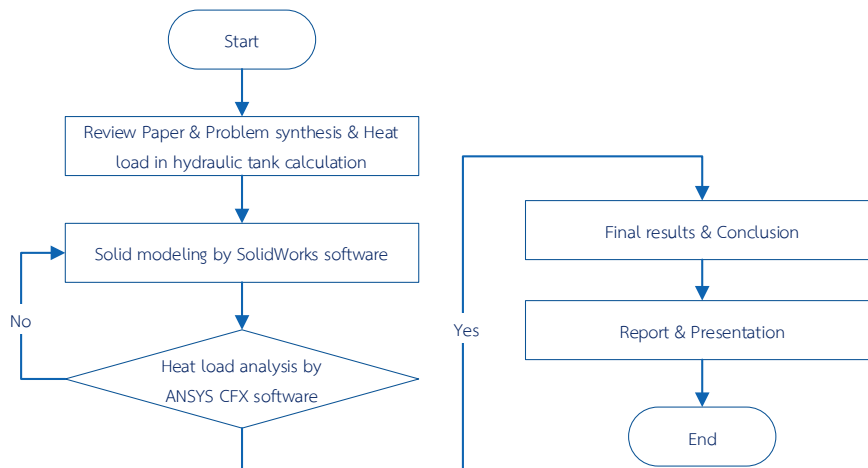 Start
Review Paper & Problem synthesis & Heat
load in hydraulic tank calculation
Solid modeling by SolidWorks software
No
Heat load analysis by
ANSYS CFX software
Yes
Final results & Conclusion
Report & Presentation
End